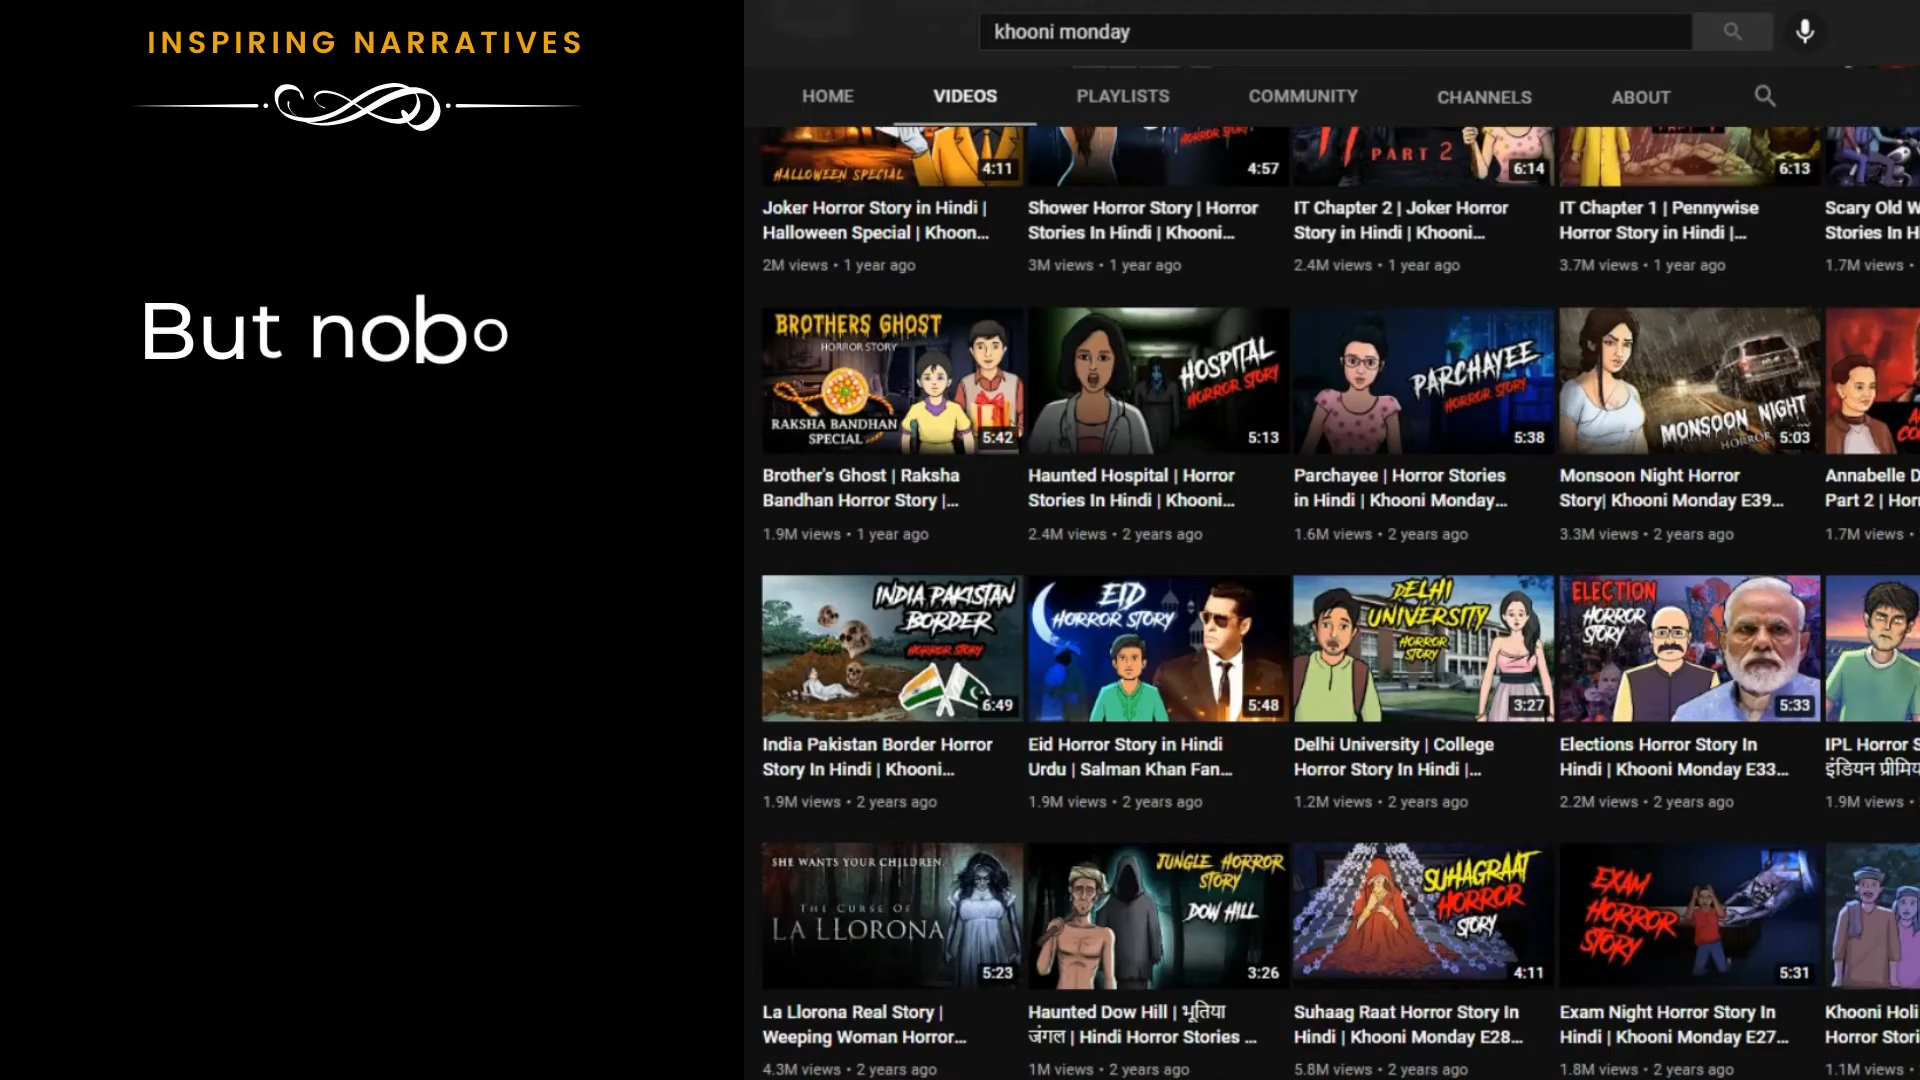 INSPIRING NARRATIVES
But nobo
khooni monday
HOME VIDEOS PLAYLISTS COMMUNITY CHANNELS ABOUT
HALLOWEEN SPECIAL 4:11
HORROR STORY 4:57
PART 2 6:14
6:13
Joker Horror Story in Hindi |
Halloween Special | Khoon...
2M views • 1 year ago
Shower Horror Story | Horror
Stories In Hindi | Khooni...
3M views • 1 year ago
IT Chapter 2 | Joker Horror
Story in Hindi | Khooni...
2.4M views • 1 year ago
IT Chapter 1 | Pennywise
Horror Story in Hindi |...
3.7M views • 1 year ago
Scary Old W
Stories In H
1.7M views •
BROTHERS GHOST
HORROR STORY
RAKSHA BANDHAN
SPECIAL 5:42
HOSPITAL
HORROR STORY
5:13
PARCHAYEE
HORROR STORY
5:38
MONSOON NIGHT
HORROR 5:03
Brother's Ghost | Raksha
Bandhan Horror Story |...
1.9M views • 1 year ago
Haunted Hospital | Horror
Stories In Hindi | Khooni...
2.4M views • 2 years ago
Parchayee | Horror Stories
in Hindi | Khooni Monday...
1.6M views • 2 years ago
Monsoon Night Horror
Story| Khooni Monday E39...
3.3M views • 2 years ago
Annabelle D
Part 2 | Horr
1.7M views •
INDIA PAKISTAN
BORDER
HORROR STORY
6:49
EID
HORROR STORY
5:48
DELHI
UNIVERSITY
HORROR
STORY
3:27
ELECTION
HORROR
STORY
5:33
India Pakistan Border Horror
Story In Hindi | Khooni...
1.9M views • 2 years ago
Eid Horror Story in Hindi
Urdu | Salman Khan Fan...
1.9M views • 2 years ago
Delhi University | College
Horror Story In Hindi |...
1.2M views • 2 years ago
Elections Horror Story In
Hindi | Khooni Monday E33...
2.2M views • 2 years ago
IPL Horror S
इंडियन प्रीमिय
1.9M views •
SHE WANTS YOUR CHILDREN.
THE CURSE OF
LA LLORONA
5:23
JUNGLE HORROR
STORY
DOW HILL
3:26
SUHAGRAAT
HORROR
STORY
4:11
EXAM
HORROR
STORY
5:31
La Llorona Real Story |
Weeping Woman Horror...
4.3M views • 2 years ago
Haunted Dow Hill | भूतिया
जंगल | Hindi Horror Stories ...
1M views • 2 years ago
Suhaag Raat Horror Story In
Hindi | Khooni Monday E28...
5.8M views • 2 years ago
Exam Night Horror Story In
Hindi | Khooni Monday E27...
1.8M views • 2 years ago
Khooni Holi
Horror Stori
1.1M views •